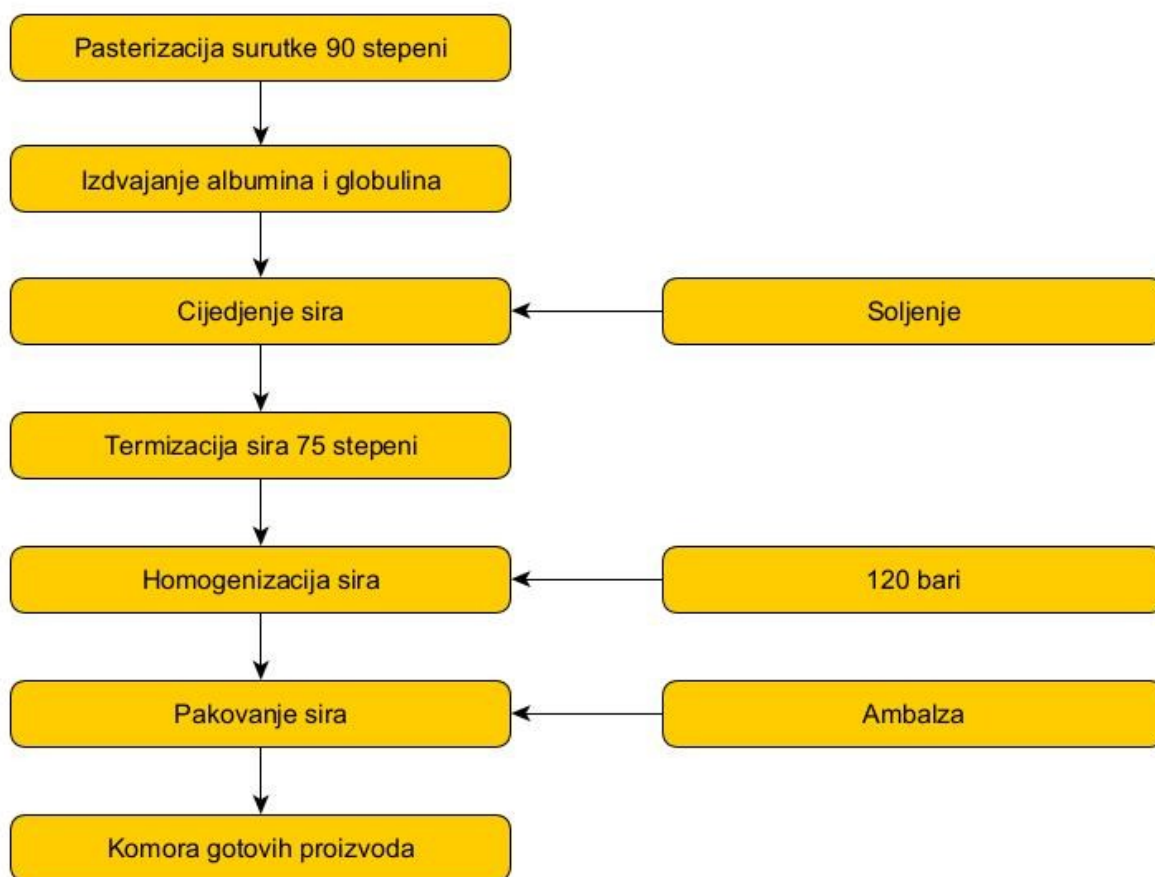 Pasterizacija surutke 90 stepeni
Izdvajanje albumina i globulina
Cijedjenje sira
Soljenje
Termizacija sira 75 stepeni
Homogenizacija sira
120 bari
Pakovanje sira
Ambalza
Komora gotovih proizvoda